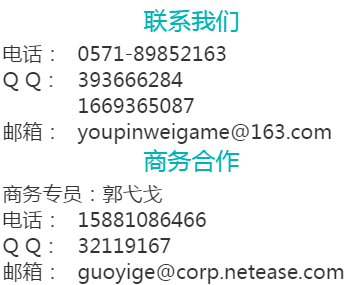 联系我们
电话： 0571-89852163
Q Q： 393666284
1669365087
邮箱： youpinweigame@163.com
商务合作
商务专员：郭弋戈
电话： 15881086466
Q Q： 32119167
邮箱： guoyige@corp.netease.com